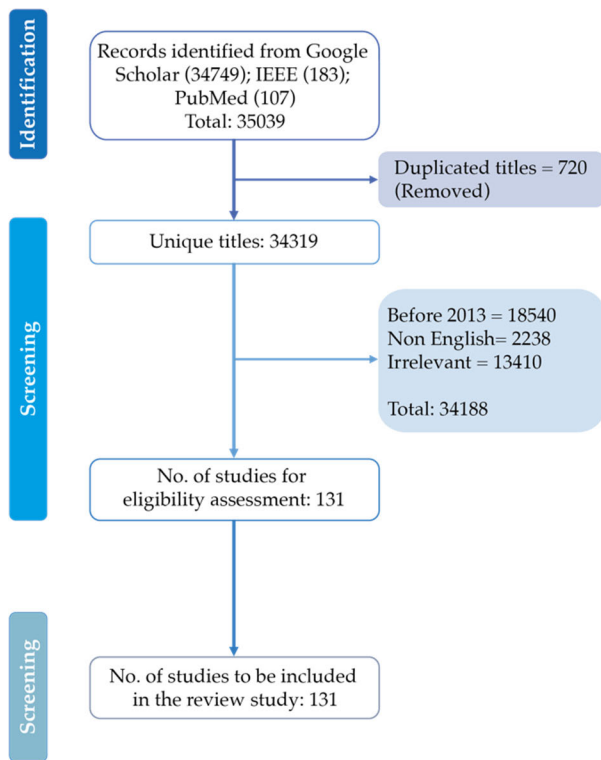 Identification
Records identified from Google
Scholar (34749); IEEE (183);
PubMed (107)
Total: 35039
Duplicated titles = 720
(Removed)
Screening
Unique titles: 34319
Before 2013 = 18540
Non English= 2238
Irrelevant = 13410
Total: 34188
No. of studies for
eligibility assessment: 131
Screening
No. of studies to be included
in the review study: 131